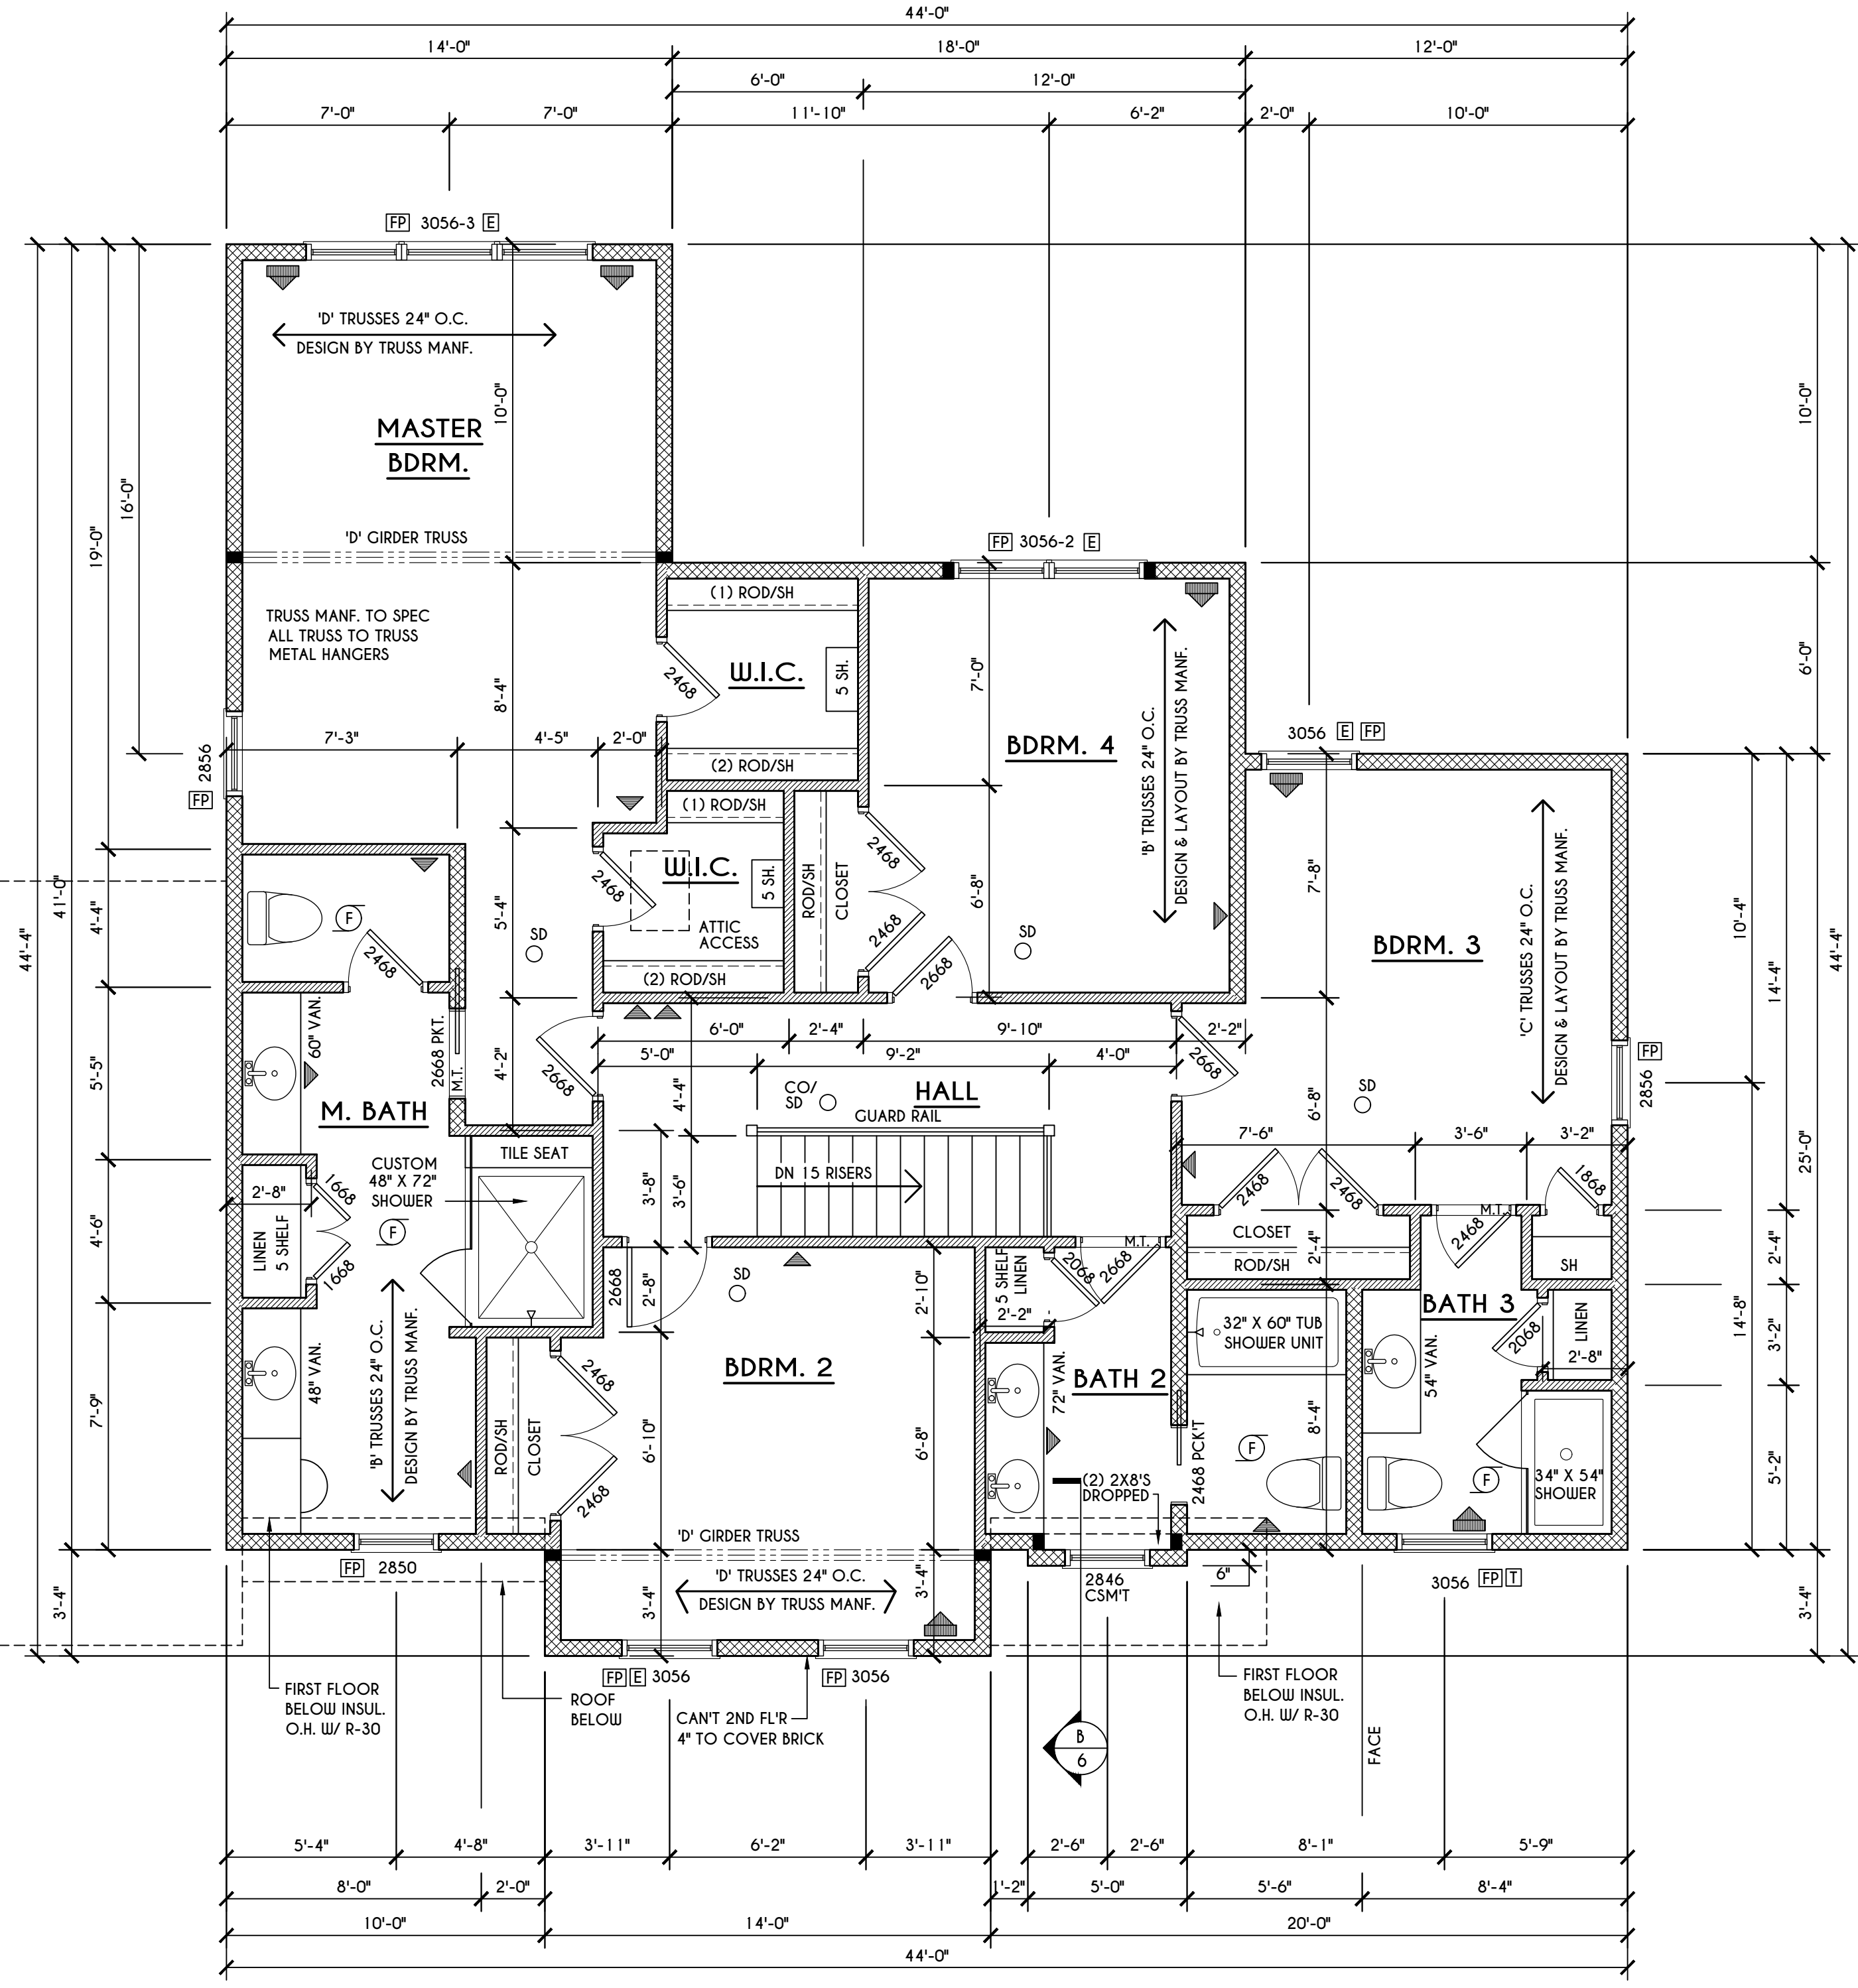 44'-0"
14'-0" 18'-0" 12'-0"
6'-0" 12'-0"
7'-0" 7'-0" 11'-10" 6'-2" 2'-0" 10'-0"
FP 3056-3 E
'D' TRUSSES 24" O.C.
DESIGN BY TRUSS MANF.
10'-0"
MASTER
BDRM.
'D' GIRDER TRUSS
TRUSS MANF. TO SPEC
ALL TRUSS TO TRUSS
METAL HANGERS
44'-4"
41'-0"
3'-4"
19'-0"
4'-4"
5'-5"
4'-6"
7'-9"
16'-0"
2856
FP
7'-3" 4'-5" 2'-0"
8'-4"
5'-4"
4'-2"
(1) ROD/SH
2468
W.I.C.
5 SH.
(2) ROD/SH
(1) ROD/SH
2468
W.I.C.
5 SH.
ATTIC
ACCESS
(2) ROD/SH
SD
FP 3056-2 E
7'-0"
6'-8"
BDRM. 4
'B' TRUSSES 24" O.C.
DESIGN & LAYOUT BY TRUSS MANF.
ROD/SH
CLOSET
2468
2468
2668
SD
3056 E FP
7'-8"
BDRM. 3
'C' TRUSSES 24" O.C.
DESIGN & LAYOUT BY TRUSS MANF.
SD
6'-8"
FP
2856
10'-0"
6'-0"
10'-4"
14'-8"
14'-4"
2'-4"
3'-2"
5'-2"
25'-0"
3'-4"
44'-4"
F
2468
60" VAN.
2668 PKT.
M.T.
M. BATH
2668
6'-0" 2'-4" 9'-10" 2'-2"
5'-0" 9'-2" 4'-0"
4'-4"
CO/
SD
HALL
GUARD RAIL
DN 15 RISERS
2668
3'-8"
3'-6"
7'-6" 3'-6" 3'-2"
2468
2468
M.T.
2468
1868
CLOSET
ROD/SH
2'-4"
SH
TILE SEAT
CUSTOM
48" X 72"
SHOWER
2'-8"
1668
1668
LINEN
5 SHELF
F
48" VAN.
'B' TRUSSES 24" O.C.
DESIGN BY TRUSS MANF.
ROD/SH
CLOSET
2468
2468
2668
2'-8"
SD
BDRM. 2
2'-10"
6'-10"
6'-8"
'D' GIRDER TRUSS
'D' TRUSSES 24" O.C.
DESIGN BY TRUSS MANF.
3'-4"
3'-4"
5 SHELF
LINEN
2'-2"
2068
2668
M.T.
72" VAN.
BATH 2
(2) 2X8'S
DROPPED
2468 PCK'T
32" X 60" TUB
SHOWER UNIT
8'-4"
F
BATH 3
54" VAN.
2068
LINEN
2'-8"
F
34" X 54"
SHOWER
FP 2850
2846
CSM'T
6"
3056 FP T
FP E 3056
FP 3056
FIRST FLOOR
BELOW INSUL.
O.H. W/ R-30
ROOF
BELOW
CAN'T 2ND FL'R
4" TO COVER BRICK
B
6
FIRST FLOOR
BELOW INSUL.
O.H. W/ R-30
FACE
5'-4" 4'-8" 3'-11" 6'-2" 3'-11" 2'-6" 2'-6" 8'-1" 5'-9"
8'-0" 2'-0" 1'-2" 5'-0" 5'-6" 8'-4"
10'-0" 14'-0" 20'-0"
44'-0"